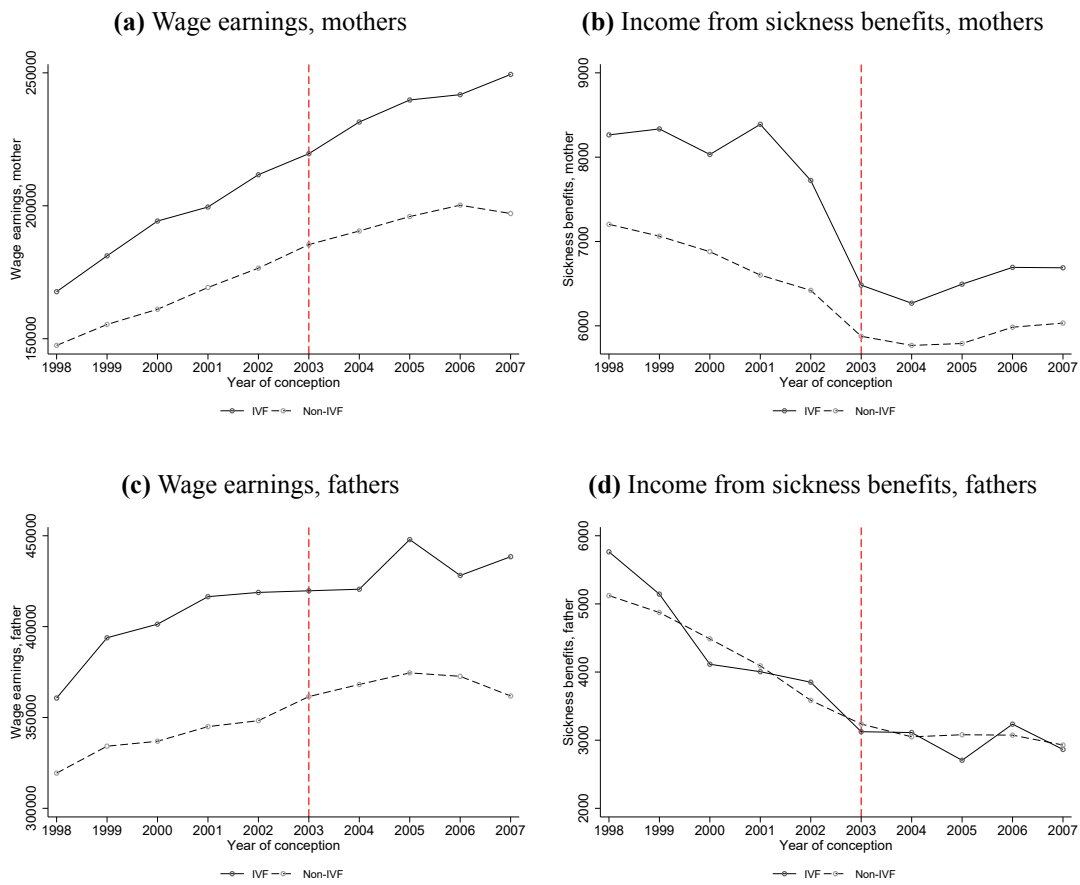 (a) Wage earnings, mothers
Wage earnings, mother
250000
200000
150000
1998 1999 2000 2001 2002 2003 2004 2005 2006 2007
Year of conception
IVF Non-IVF
(b) Income from sickness benefits, mothers
Sickness benefits, mother
9000
8000
7000
6000
1998 1999 2000 2001 2002 2003 2004 2005 2006 2007
Year of conception
IVF Non-IVF
(c) Wage earnings, fathers
Wage earnings, father
450000
400000
350000
300000
1998 1999 2000 2001 2002 2003 2004 2005 2006 2007
Year of conception
IVF Non-IVF
(d) Income from sickness benefits, fathers
Sickness benefits, father
6000
5000
4000
3000
2000
1998 1999 2000 2001 2002 2003 2004 2005 2006 2007
Year of conception
IVF Non-IVF